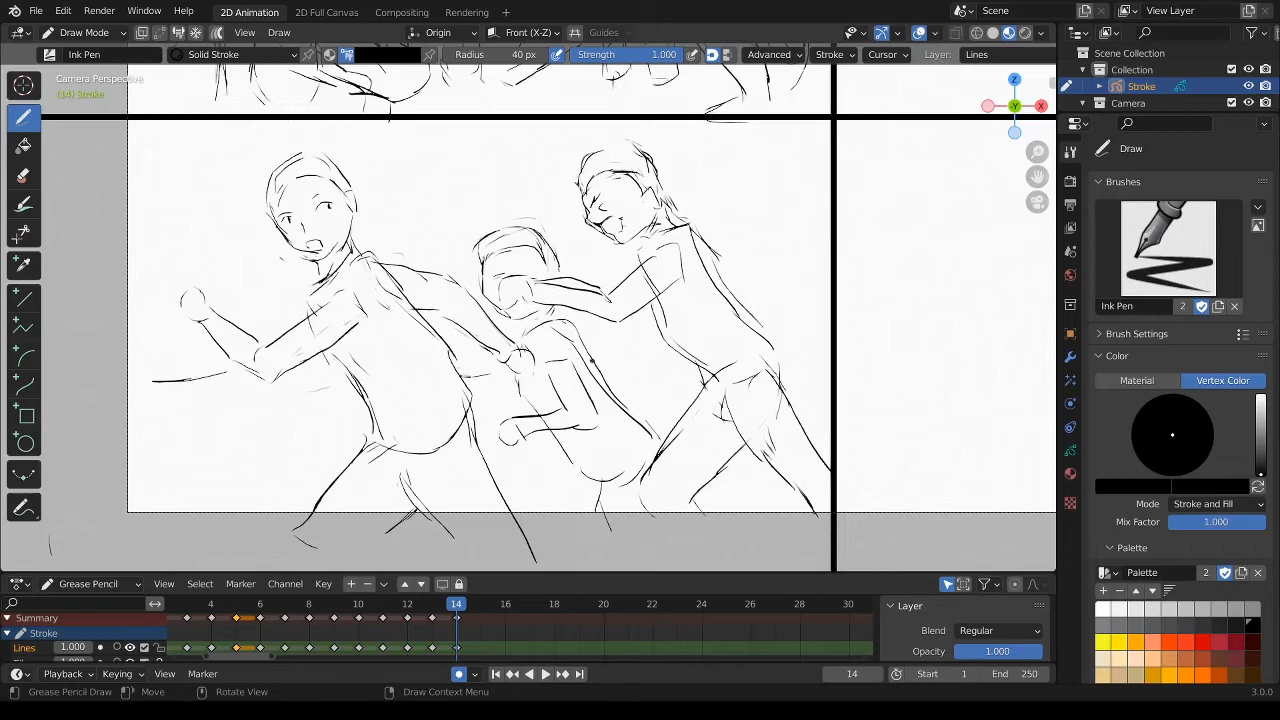 File Edit Render Window Help 2D Animation 2D Full Canvas Compositing Rendering + Scene View Layer
Draw Mode View Draw Origin Front (X-Z) Guides
Ink Pen Solid Stroke Radius 40 px Strength 1.000 Advanced Stroke Cursor Layer: Lines
Camera Perspective
(14) Stroke
Z
Y
X
Scene Collection
Collection
Stroke
Camera
Draw
Brushes
Ink Pen 2
Brush Settings
Color
Material Vertex Color
Mode Stroke and Fill
Mix Factor 1.000
Palette
Palette 2
Grease Pencil View Select Marker Channel Key
4 6 8 10 12 14 16 18 20 22 24 26 28 30
Summary
Stroke
Lines 1.000
Layer
Blend Regular
Opacity 1.000
Playback Keying View Marker 14 Start 1 End 250
Grease Pencil Draw Move Rotate View Draw Context Menu 3.0.0